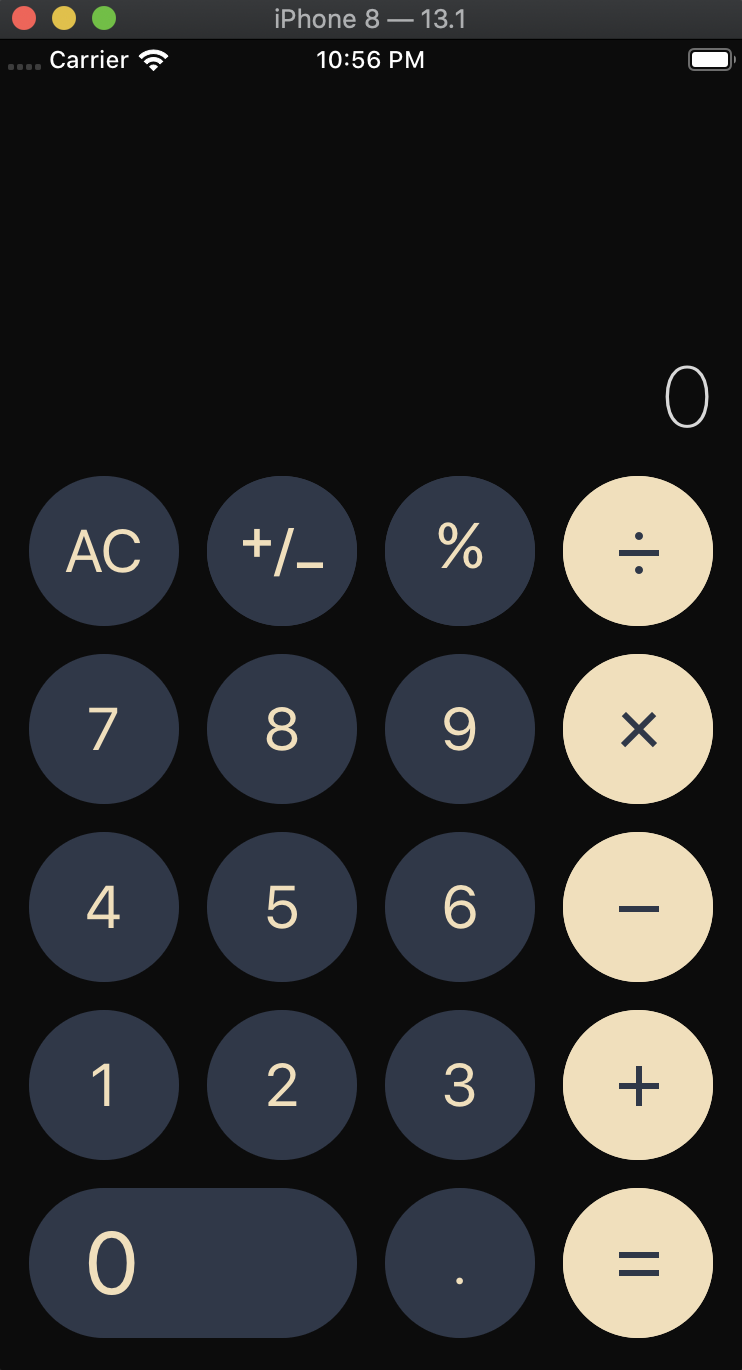 iPhone 8 — 13.1
Carrier 10:56 PM
0
AC +/- % ÷
7 8 9 ×
4 5 6 −
1 2 3 +
0 . =